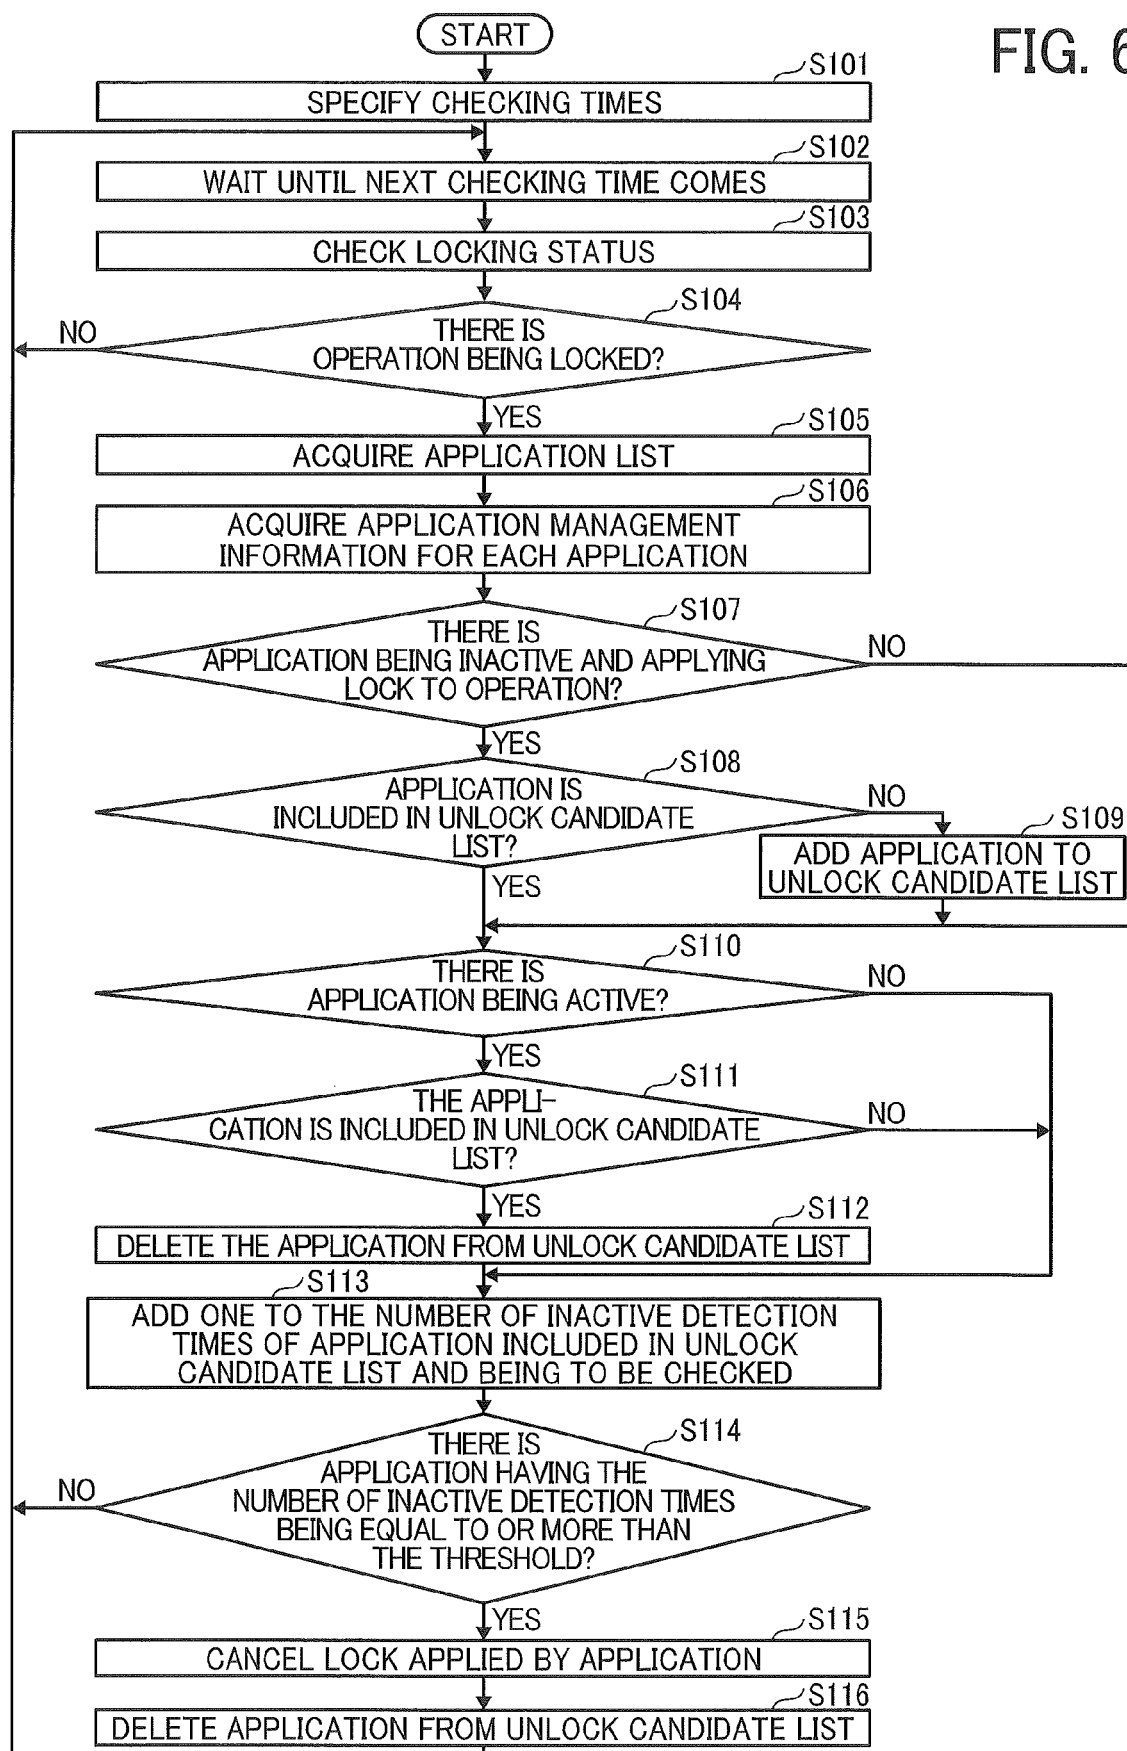 START
FIG. 6
S101
SPECIFY CHECKING TIMES
S102
WAIT UNTIL NEXT CHECKING TIME COMES
S103
CHECK LOCKING STATUS
S104
NO
THERE IS
OPERATION BEING LOCKED?
YES
S105
ACQUIRE APPLICATION LIST
S106
ACQUIRE APPLICATION MANAGEMENT
INFORMATION FOR EACH APPLICATION
S107
THERE IS
APPLICATION BEING INACTIVE AND APPLYING
LOCK TO OPERATION?
NO
YES
S108
APPLICATION IS
INCLUDED IN UNLOCK CANDIDATE
LIST?
NO
S109
ADD APPLICATION TO
UNLOCK CANDIDATE LIST
YES
S110
THERE IS
APPLICATION BEING ACTIVE?
NO
YES
S111
THE APPLI-
CATION IS INCLUDED IN UNLOCK CANDIDATE
LIST?
NO
YES
S112
DELETE THE APPLICATION FROM UNLOCK CANDIDATE LIST
S113
ADD ONE TO THE NUMBER OF INACTIVE DETECTION
TIMES OF APPLICATION INCLUDED IN UNLOCK
CANDIDATE LIST AND BEING TO BE CHECKED
S114
THERE IS
APPLICATION HAVING THE
NUMBER OF INACTIVE DETECTION TIMES
BEING EQUAL TO OR MORE THAN
THE THRESHOLD?
NO
YES
S115
CANCEL LOCK APPLIED BY APPLICATION
S116
DELETE APPLICATION FROM UNLOCK CANDIDATE LIST